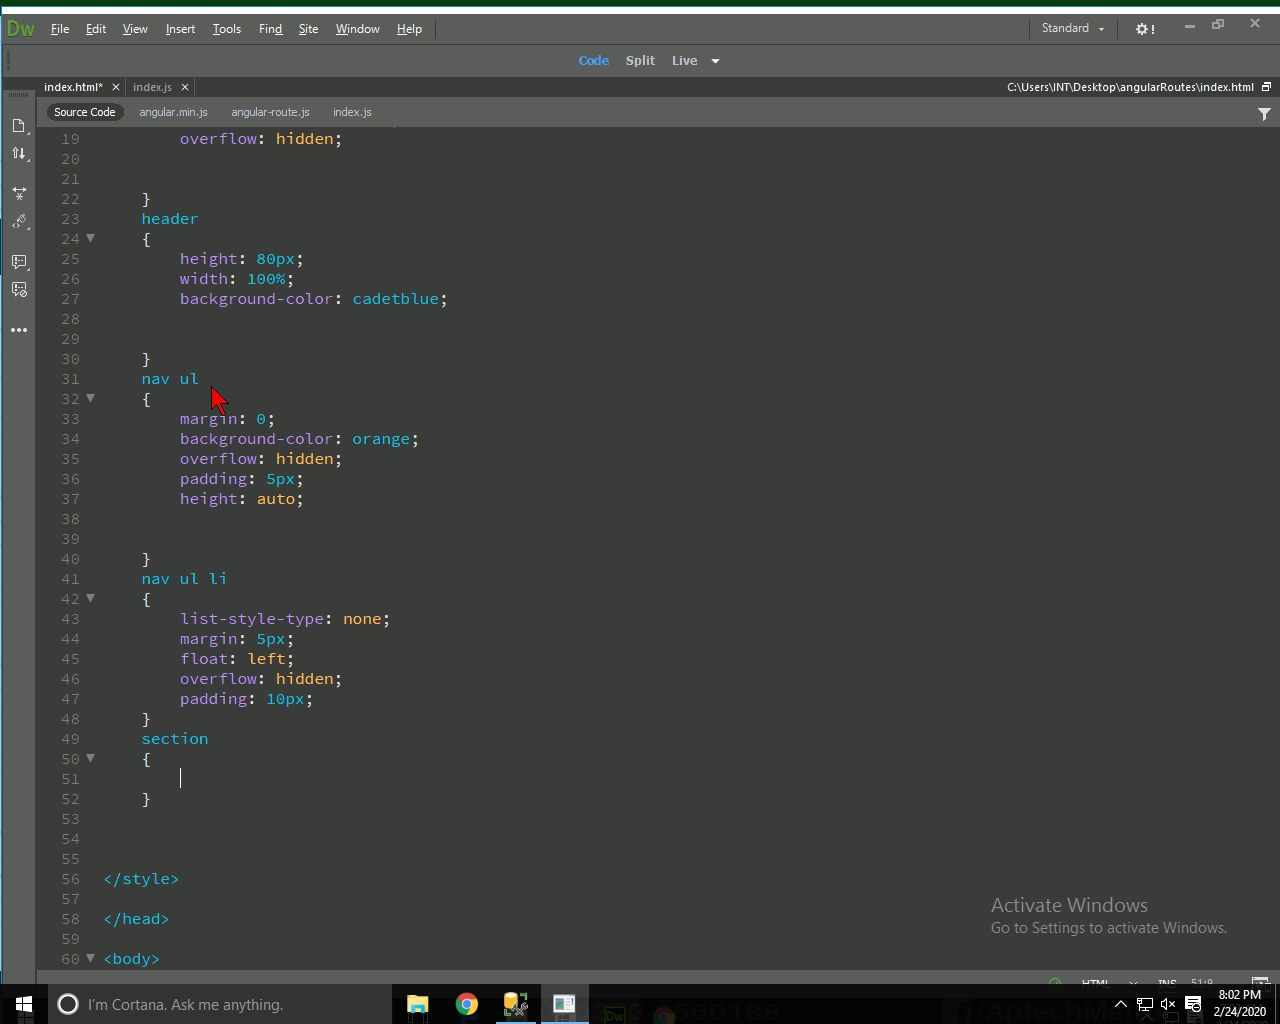 Dw File Edit View Insert Tools Find Site Window Help Standard
Code Split Live
index.html* index.js C:\Users\INT\Desktop\angularRoutes\index.html
Source Code angular.min.js angular-route.js index.js
19 overflow: hidden;
20
21
22 }
23 header
24 {
25 height: 80px;
26 width: 100%;
27 background-color: cadetblue;
28
29
30 }
31 nav ul
32 {
33 margin: 0;
34 background-color: orange;
35 overflow: hidden;
36 padding: 5px;
37 height: auto;
38
39
40 }
41 nav ul li
42 {
43 list-style-type: none;
44 margin: 5px;
45 float: left;
46 overflow: hidden;
47 padding: 10px;
48 }
49 section
50 {
51
52 }
53
54
55
56 </style>
57
58 </head>
59
60 <body>
Activate Windows
Go to Settings to activate Windows.
HTML INS 51:9
I'm Cortana. Ask me anything.
8:02 PM
2/24/2020